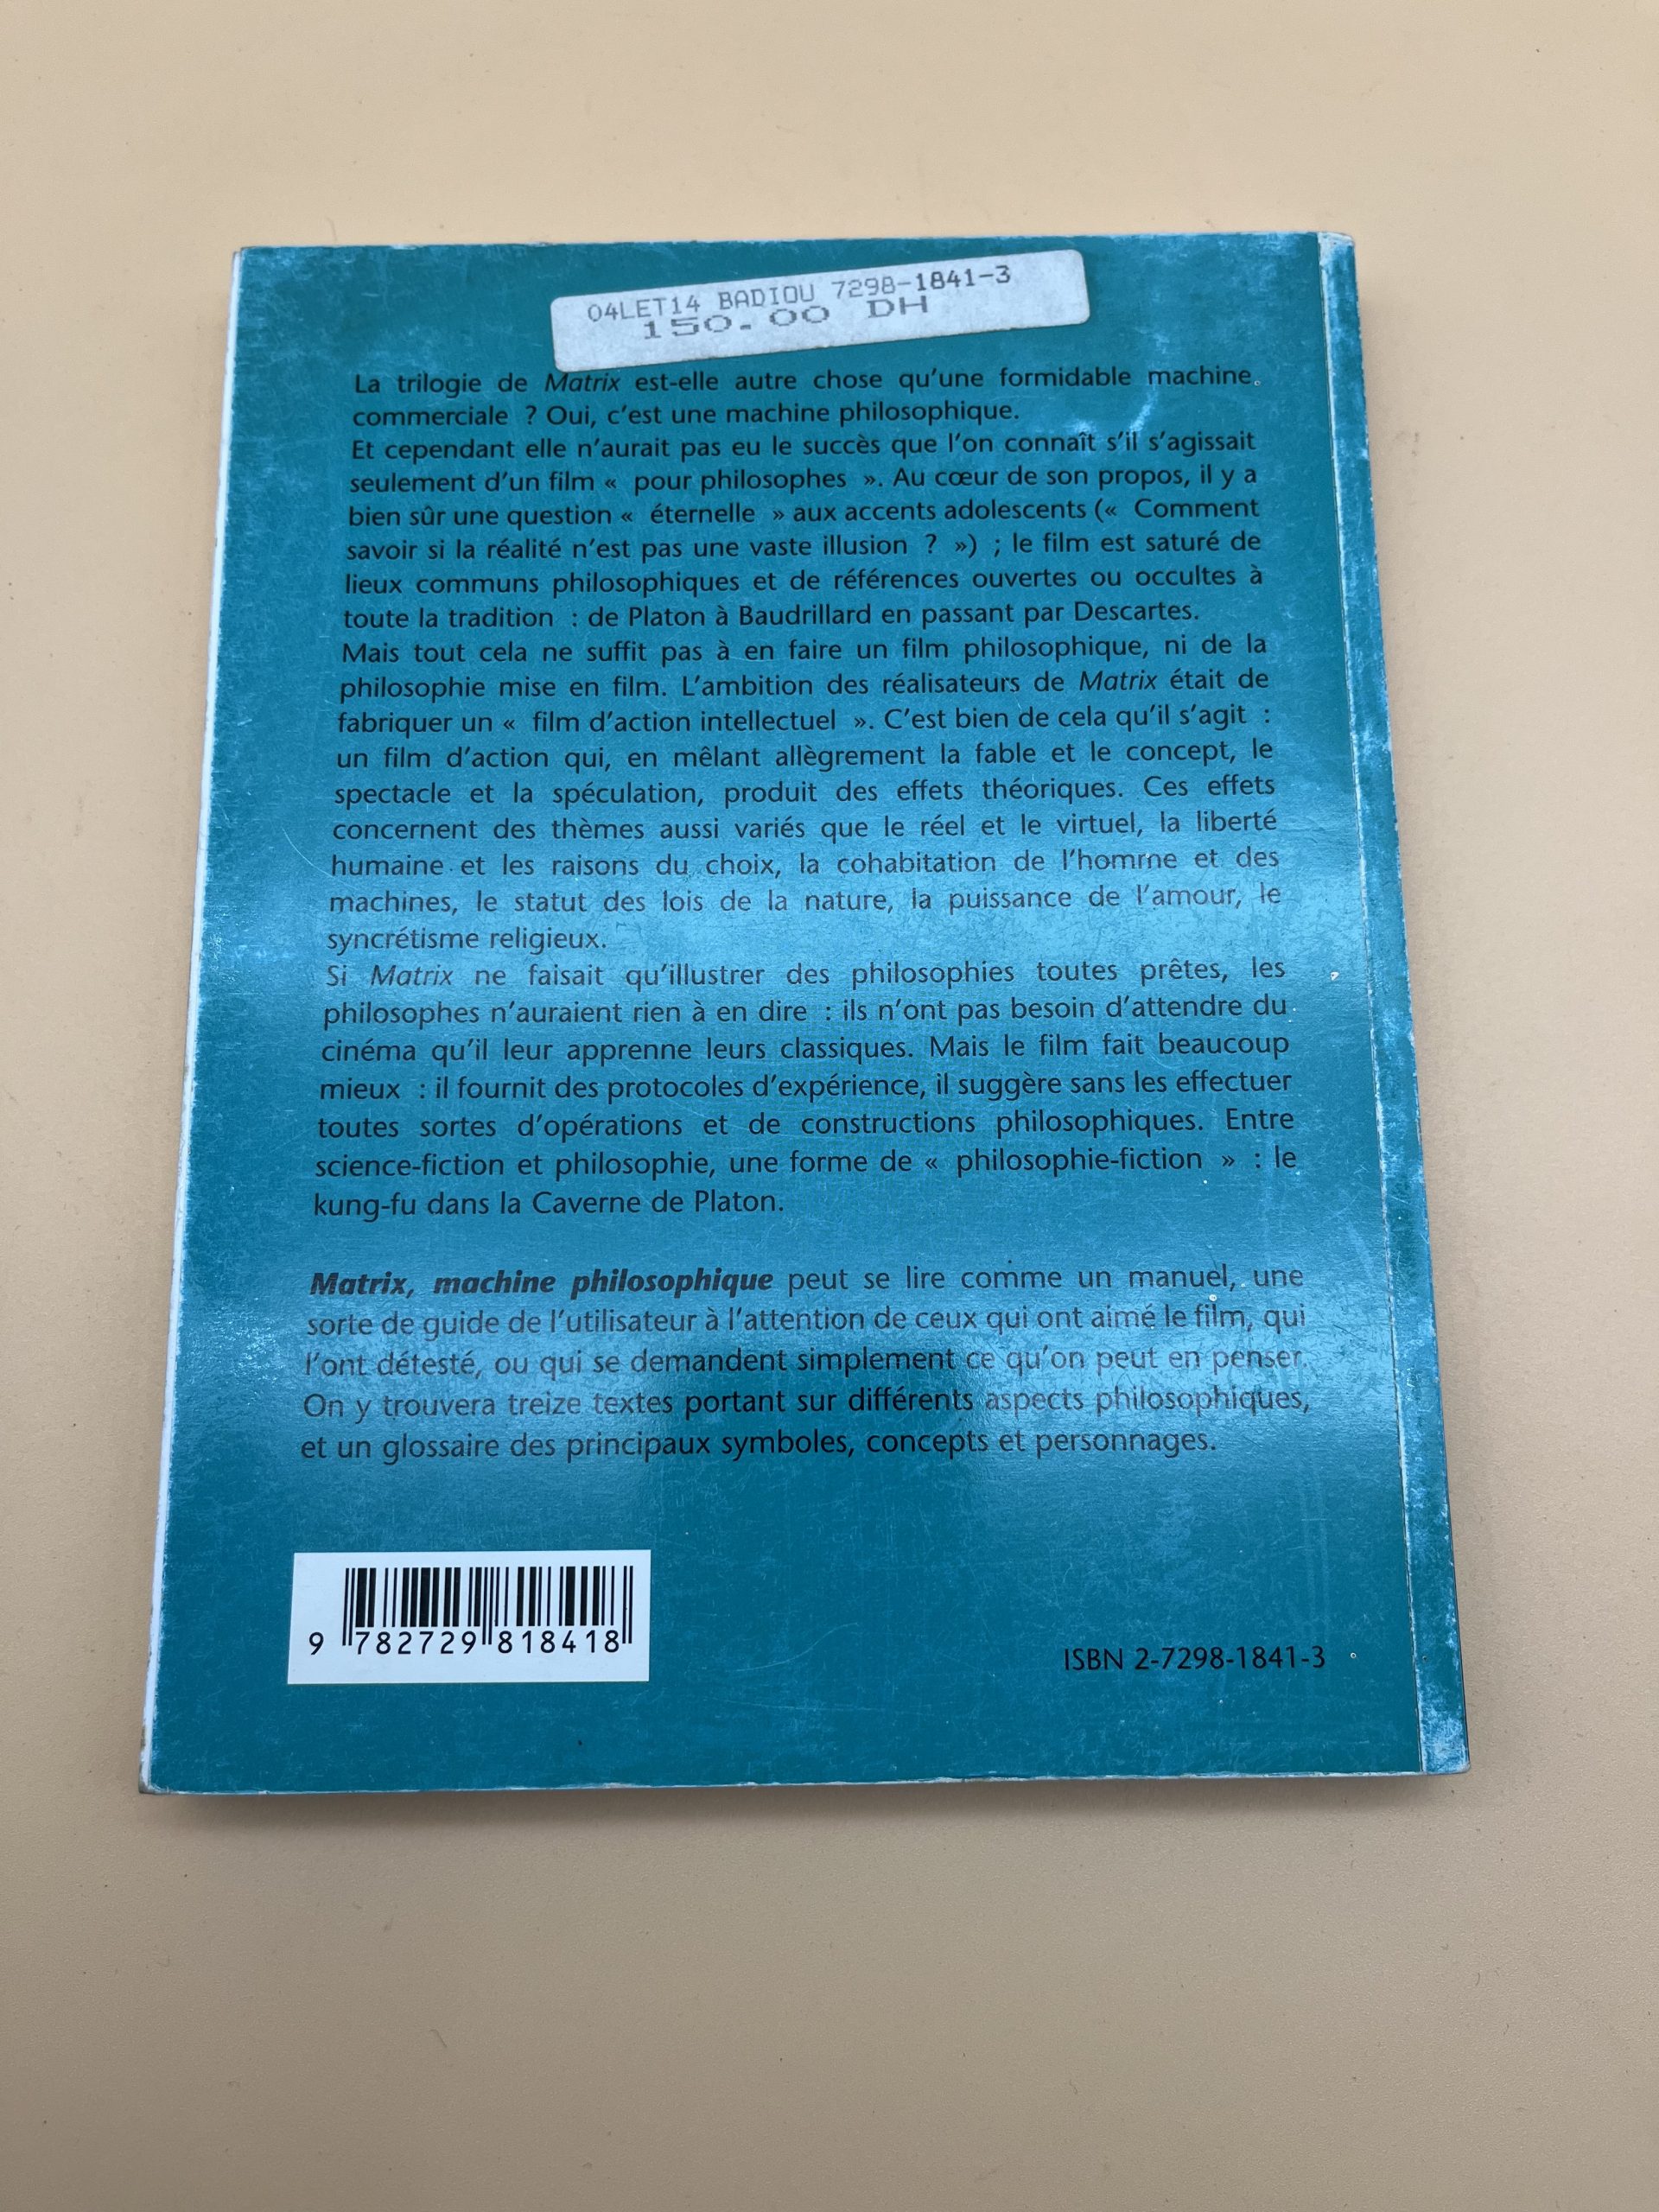 04LET14 BADIOU 7298-1841-3
150.00 DH
La trilogie de Matrix est-elle autre chose qu'une formidable machine
commerciale ? Oui, c'est une machine philosophique.
Et cependant elle n'aurait pas eu le succès que l'on connaît s'il s'agissait
seulement d'un film « pour philosophes ». Au cœur de son propos, il y a
bien sûr une question « éternelle » aux accents adolescents (« Comment
savoir si la réalité n'est pas une vaste illusion ? ») ; le film est saturé de
lieux communs philosophiques et de références ouvertes ou occultes à
toute la tradition : de Platon à Baudrillard en passant par Descartes.
Mais tout cela ne suffit pas à en faire un film philosophique, ni de la
philosophie mise en film. L'ambition des réalisateurs de Matrix était de
fabriquer un « film d'action intellectuel ». C'est bien de cela qu'il s'agit :
un film d'action qui, en mêlant allègrement la fable et le concept, le
spectacle et la spéculation, produit des effets théoriques. Ces effets
concernent des thèmes aussi variés que le réel et le virtuel, la liberté
humaine et les raisons du choix, la cohabitation de l'homme et des
machines, le statut des lois de la nature, la puissance de l'amour, le
syncrétisme religieux.
Si Matrix ne faisait qu'illustrer des philosophies toutes prêtes, les
philosophes n'auraient rien à en dire : ils n'ont pas besoin d'attendre du
cinéma qu'il leur apprenne leurs classiques. Mais le film fait beaucoup
mieux : il fournit des protocoles d'expérience, il suggère sans les effectuer
toutes sortes d'opérations et de constructions philosophiques. Entre
science-fiction et philosophie, une forme de « philosophie-fiction » : le
kung-fu dans la Caverne de Platon.
Matrix, machine philosophique peut se lire comme un manuel, une
sorte de guide de l'utilisateur à l'attention de ceux qui ont aimé le film, qui
l'ont détesté, ou qui se demandent simplement ce qu'on peut en penser.
On y trouvera treize textes portant sur différents aspects philosophiques,
et un glossaire des principaux symboles, concepts et personnages.
9 782729 818418
ISBN 2-7298-1841-3